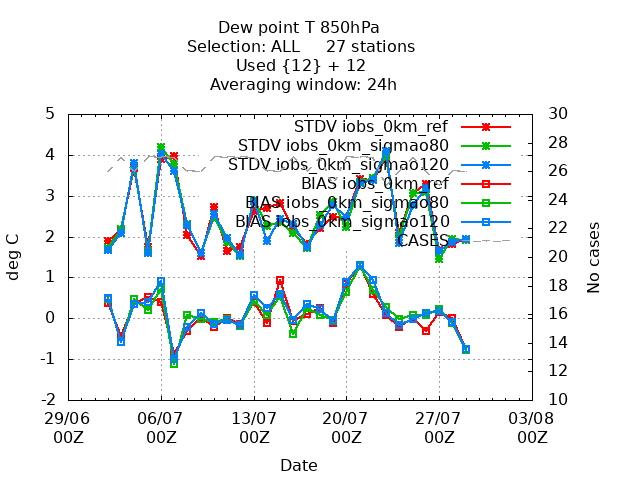 Dew point T 850hPa
Selection: ALL     27 stations
Used {12} + 12
Averaging window: 24h
5
4
3
2
1
0
-1
-2
deg C
30
28
26
24
22
20
18
16
14
12
10
No cases
STDV iobs_0km_ref
STDV iobs_0km_sigmao80
STDV iobs_0km_sigmao120
BIAS iobs_0km_ref
BIAS iobs_0km_sigmao80
BIAS iobs_0km_sigmao120
CASES
29/06 06/07 13/07 20/07 27/07 03/08
00Z 00Z 00Z 00Z 00Z 00Z
Date